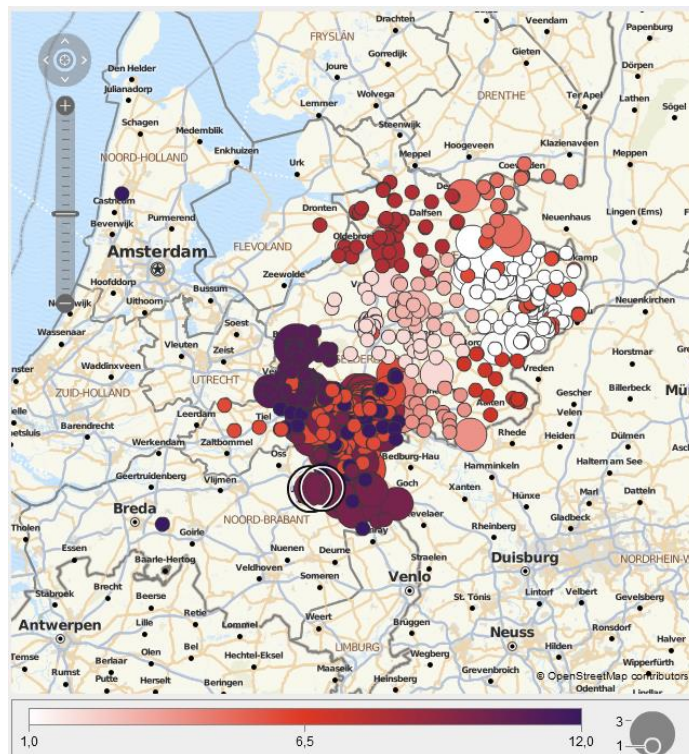 Drachten
Veendam
Papenburg
FRYSLÂN
Den Helder
Joure
Gorredijk
Gieten
Dörpen
Julianadorp
DRENTHE
Wolvega
Ter Apel
Lathen
Sögel
Lemmer
Schagen
Steenwijk
Medemblik
Hoogeveen
Klazienaveen
Enkhuizen
Meppel
Meppen
NOORD-HOLLAND
Urk
Castricum
Dronten
Dalfsen
Lingen (Ems)
Beverwijk
Purmerend
Neuenhaus
FLEVOLAND
Amsterdam
Zeewolde
Hoofddorp
Bussum
Uithoorn
Neuenkirchen
Soest
Wassenaar
Vleuten
Zeist
Horstmar
Waddinxveen
Vreden
Billerbeck
UTRECHT
Gescher
ZUID-HOLLAND
Leerdam
Velen
Barendrecht
Tiel
Aalten
Werkendam
Zaltbommel
Rhede
Heiden
Dülmen
Oss
Bedburg-Hau
Haltern am See
Hamminkeln
Geertruidenberg
Vlijmen
Goch
Xanten
Marl
Datteln
Hünxe
Breda
NOORD-BRABANT
Goirle
Gladbeck
Tholen
Rheinberg
Nuenen
Deurne
Essen
Baarle-Hertog
Straelen
Duisburg
Veldhoven
Someren
Venlo
Stabroek
Brecht
Beerse
Retie
St. Tönis
Lintorf
Velbert
Gevelsberg
Weert
Lille
Lommel
Brüggen
Ronsdorf
Antwerpen
Neuss
Halver
Olen
Bel
LIMBURG
Hilden
Berlaar
Hechtel-Eksel
Wegberg
Wipperfürth
Rumst
Maaseik
Grevenbroich
© OpenStreetMap contributors
Putte
Herselt
Beringen
Heinsberg
Odenthal
1,0
6,5
12,0
3
1